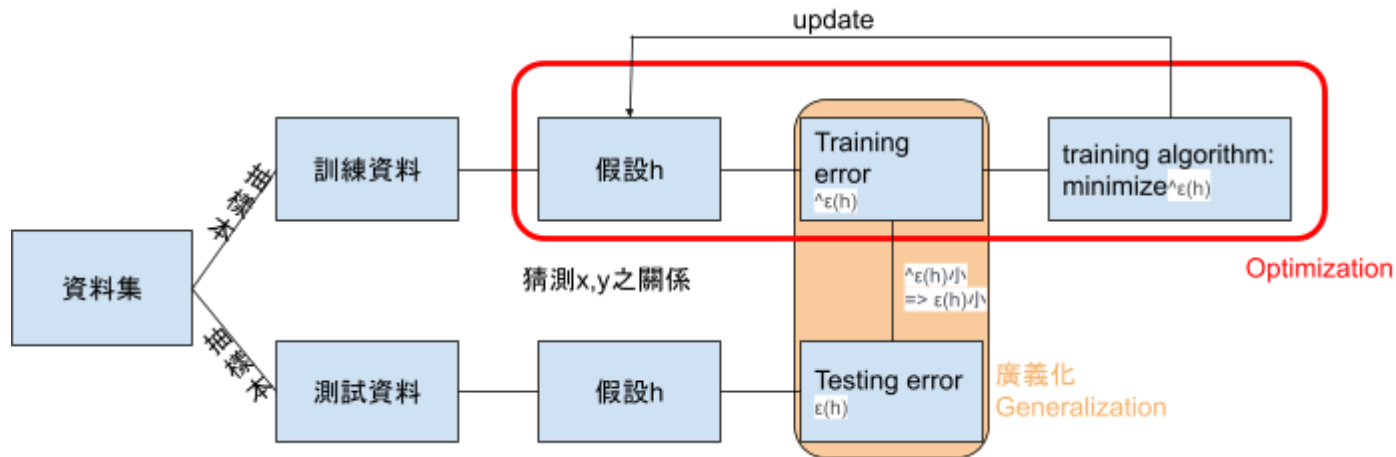 update
抽樣本
訓練資料
假設h
Training
error
^ε(h)
training algorithm:
minimize^ε(h)
資料集
猜測x,y之關係
^ε(h)小
=> ε(h)小
Optimization
抽樣本
測試資料
假設h
Testing error
ε(h)
廣義化
Generalization